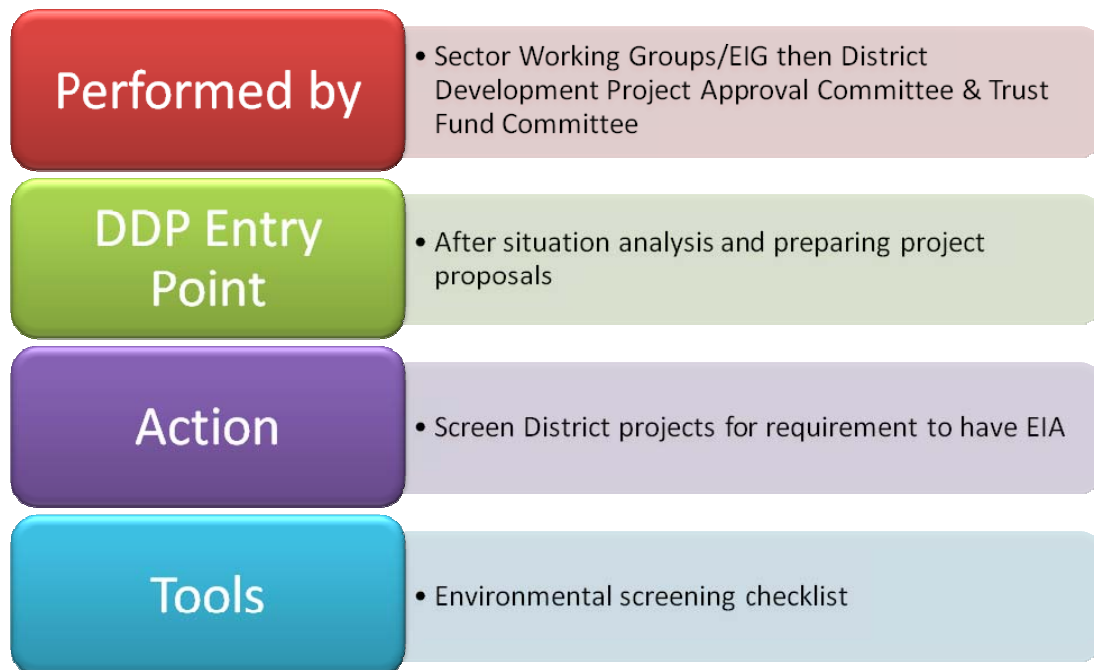 Performed by
• Sector Working Groups/EIG then District
Development Project Approval Committee & Trust
Fund Committee
DDP Entry
Point
• After situation analysis and preparing project
proposals
Action
• Screen District projects for requirement to have EIA
Tools
• Environmental screening checklist